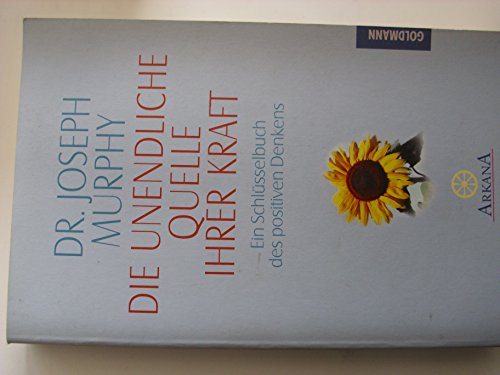 GOLDMANN
DR. JOSEPH
MURPHY
DIE UNENDLICHE
QUELLE
IHRER KRAFT
Ein Schlüsselbuch
des positiven Denkens
ARKANA